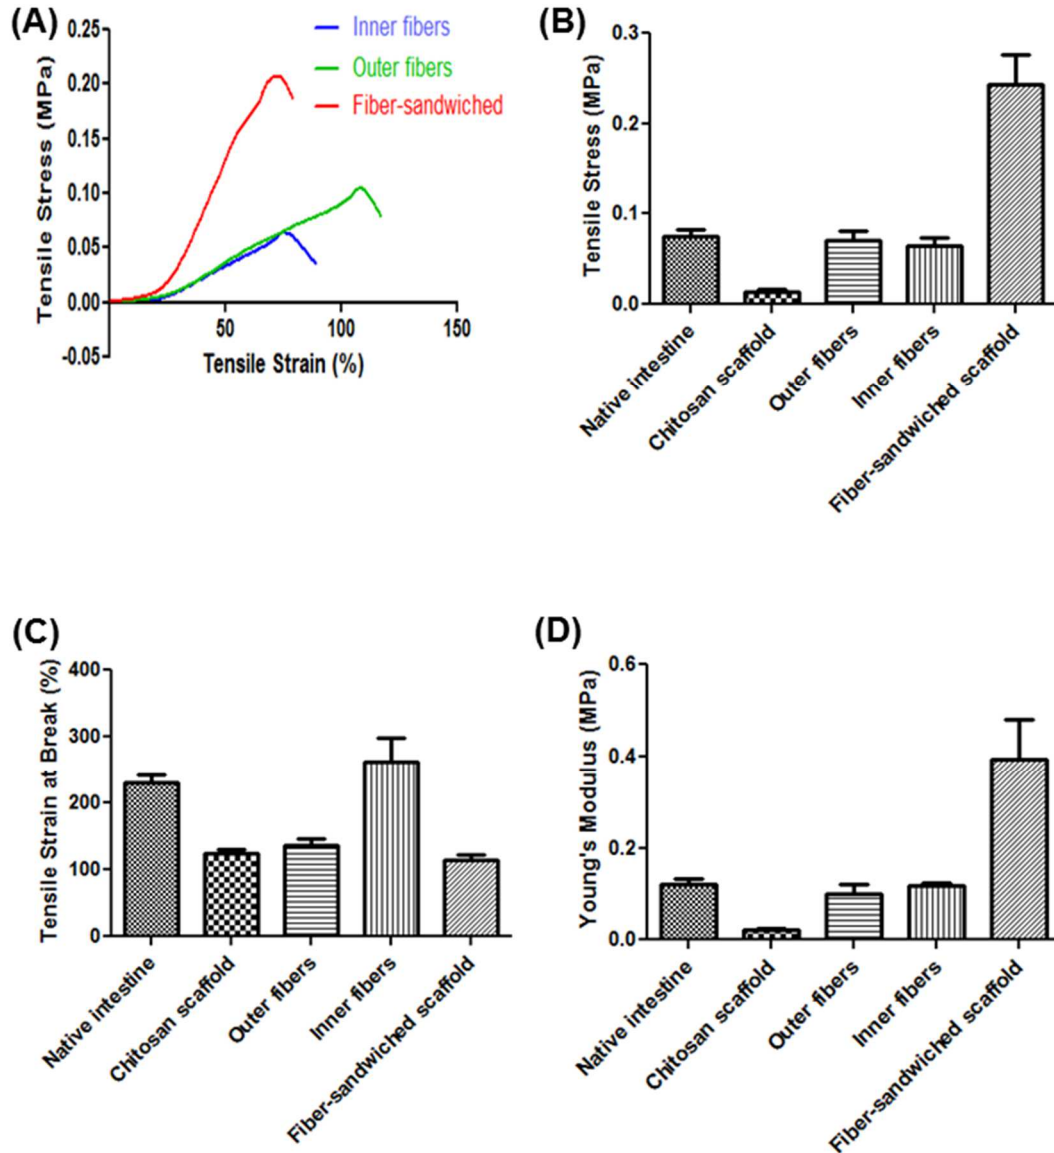 (A)
Tensile Stress (MPa)
0.25
0.20
0.15
0.10
0.05
0.00
-0.05
50
100
150
Tensile Strain (%)
Inner fibers
Outer fibers
Fiber-sandwiched
(B)
Tensile Stress (MPa)
0.3
0.2
0.1
0.0
Native intestine
Chitosan scaffold
Outer fibers
Inner fibers
Fiber-sandwiched scaffold
(C)
Tensile Strain at Break (%)
400
300
200
100
0
Native intestine
Chitosan scaffold
Outer fibers
Inner fibers
Fiber-sandwiched scaffold
(D)
Young's Modulus (MPa)
0.6
0.4
0.2
0.0
Native intestine
Chitosan scaffold
Outer fibers
Inner fibers
Fiber-sandwiched scaffold